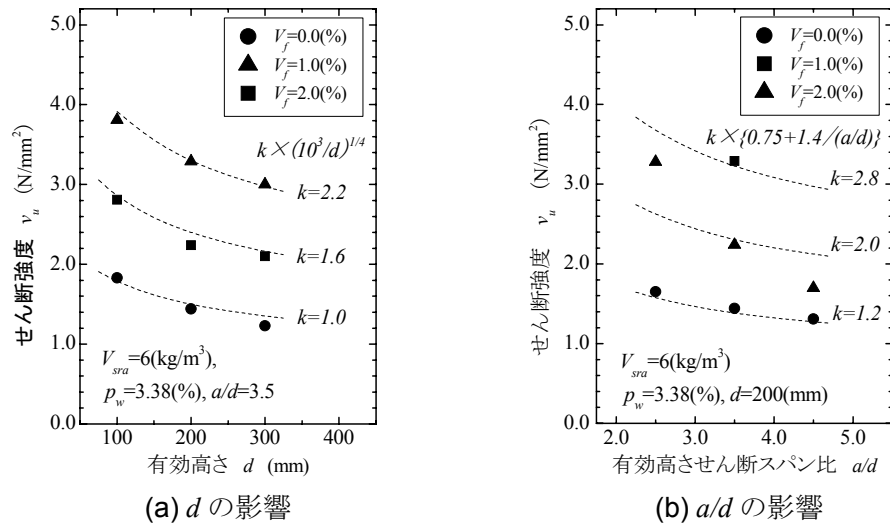 5.0
4.0
3.0
2.0
1.0
0.0
せん断強度 v_u (N/mm²)
V_f=0.0(%)
V_f=1.0(%)
V_f=2.0(%)
k×(10³/d)^{1/4}
k=2.2
k=1.6
k=1.0
V_sra=6(kg/m³),
p_w=3.38(%), a/d=3.5
100 200 300 400
有効高さ d (mm)
(a) d の影響
5.0
4.0
3.0
2.0
1.0
0.0
せん断強度 v_u (N/mm²)
V_f=0.0(%)
V_f=1.0(%)
V_f=2.0(%)
k×{0.75+1.4/(a/d)}
k=2.8
k=2.0
k=1.2
V_sra=6(kg/m³)
p_w=3.38(%), d=200(mm)
2.0 3.0 4.0 5.0
有効高させん断スパン比 a/d
(b) a/d の影響